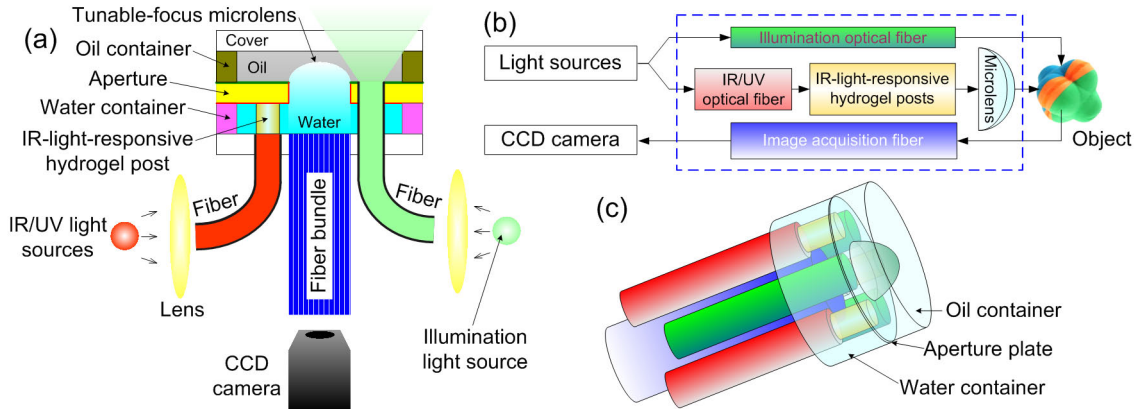 (a)
Tunable-focus microlens
Oil container
Aperture
Water container
IR-light-responsive
hydrogel post
Cover
Oil
Water
Fiber
Fiber
Fiber bundle
IR/UV light
sources
Lens
CCD
camera
Illumination
light source
(b)
Light sources
Illumination optical fiber
IR/UV
optical fiber
IR-light-responsive
hydrogel posts
Microlens
Object
CCD camera
Image acquisition fiber
(c)
Oil container
Aperture plate
Water container